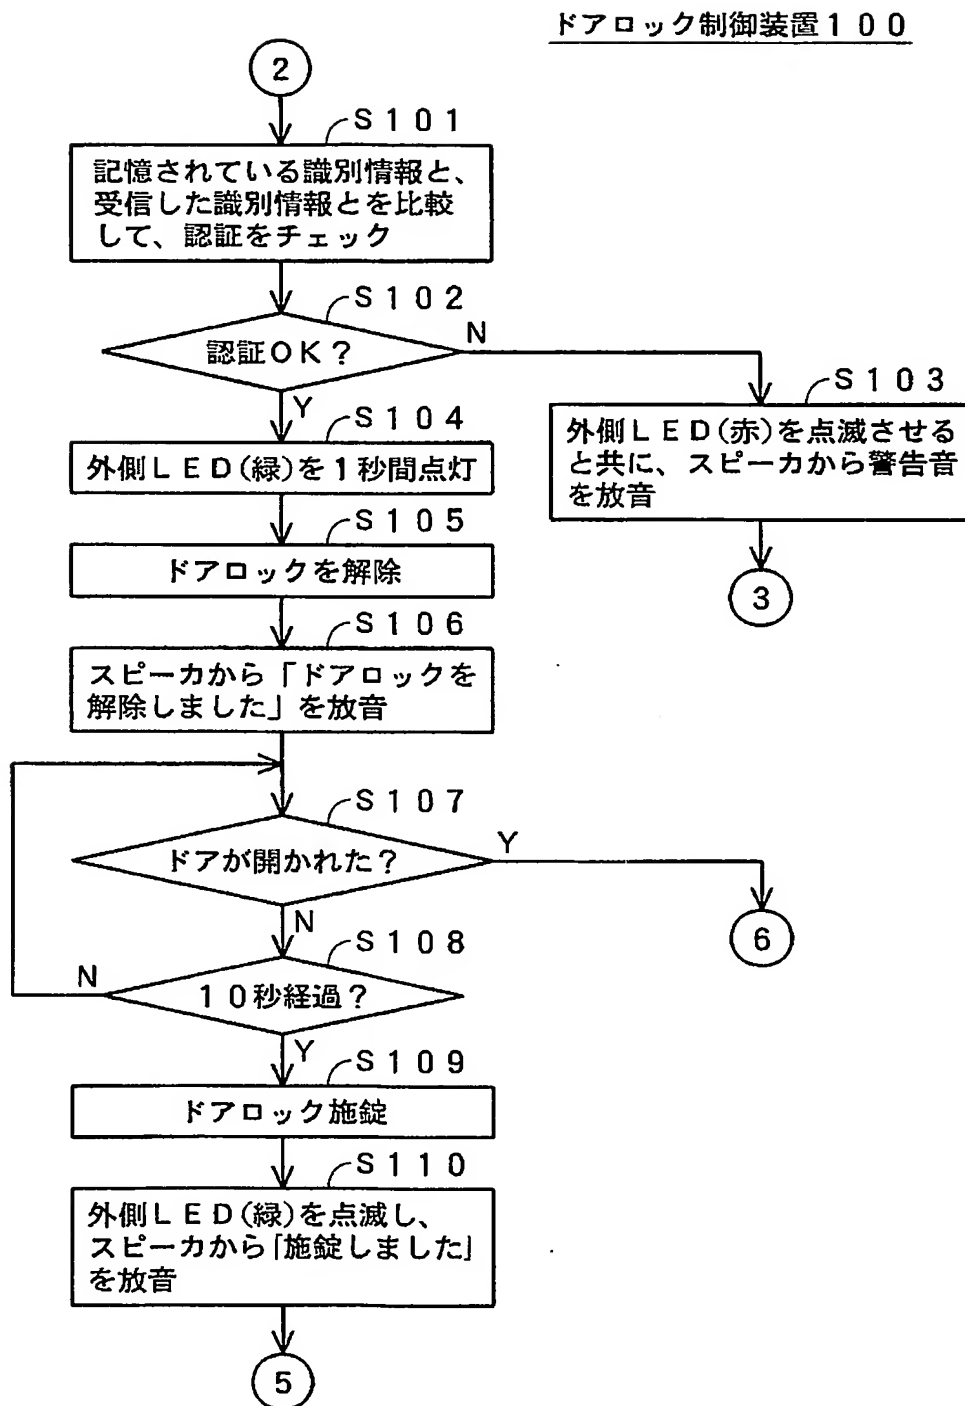 ドアロック制御装置１００
2
Ｓ１０１
記憶されている識別情報と、
受信した識別情報とを比較
して、認証をチェック
Ｓ１０２
認証ＯＫ？
N
Y
Ｓ１０３
外側ＬＥＤ(赤)を点滅させる
と共に、スピーカから警告音
を放音
3
Ｓ１０４
外側ＬＥＤ(緑)を１秒間点灯
Ｓ１０５
ドアロックを解除
Ｓ１０６
スピーカから「ドアロックを
解除しました」を放音
Ｓ１０７
ドアが開かれた？
Y
N
6
Ｓ１０８
１０秒経過？
N
Y
Ｓ１０９
ドアロック施錠
Ｓ１１０
外側ＬＥＤ(緑)を点滅し、
スピーカから「施錠しました」
を放音
5